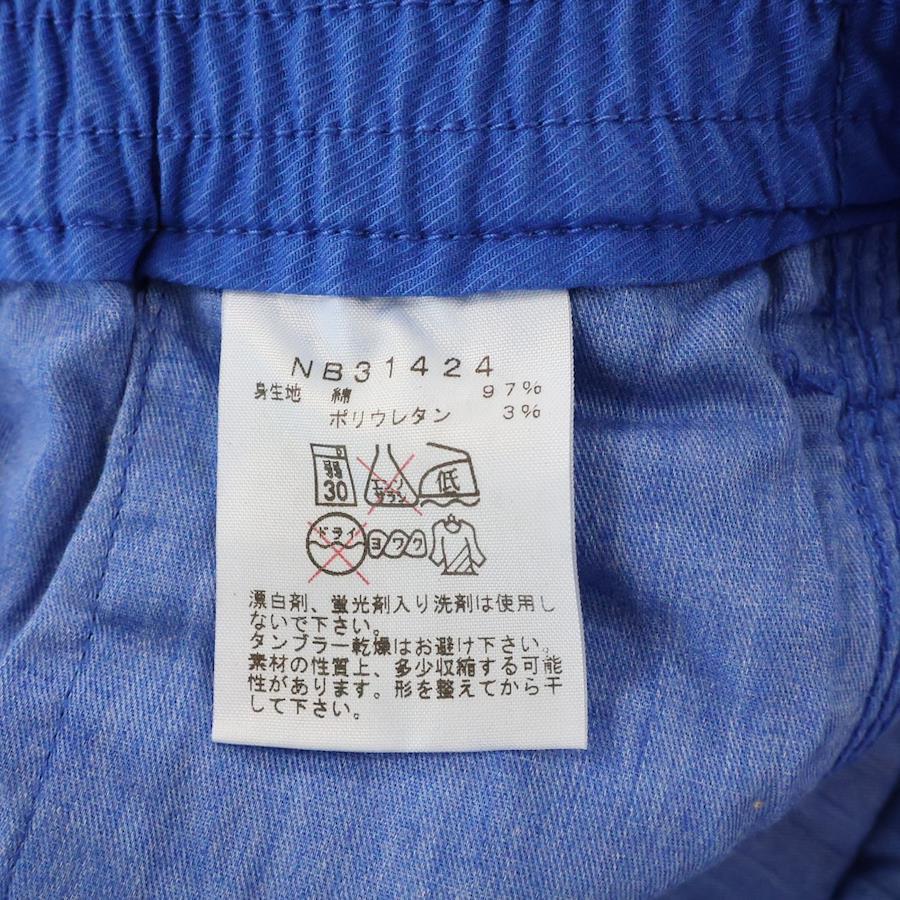 NB31424
身生地 綿 97%
ポリウレタン 3%
弱 30 エンソサラシ 低
ドライ ヨワク
漂白剤、蛍光剤入り洗剤は使用し
ないで下さい。
タンブラー乾燥はお避け下さい。
素材の性質上、多少収縮する可能
性があります。形を整えてから干
して下さい。